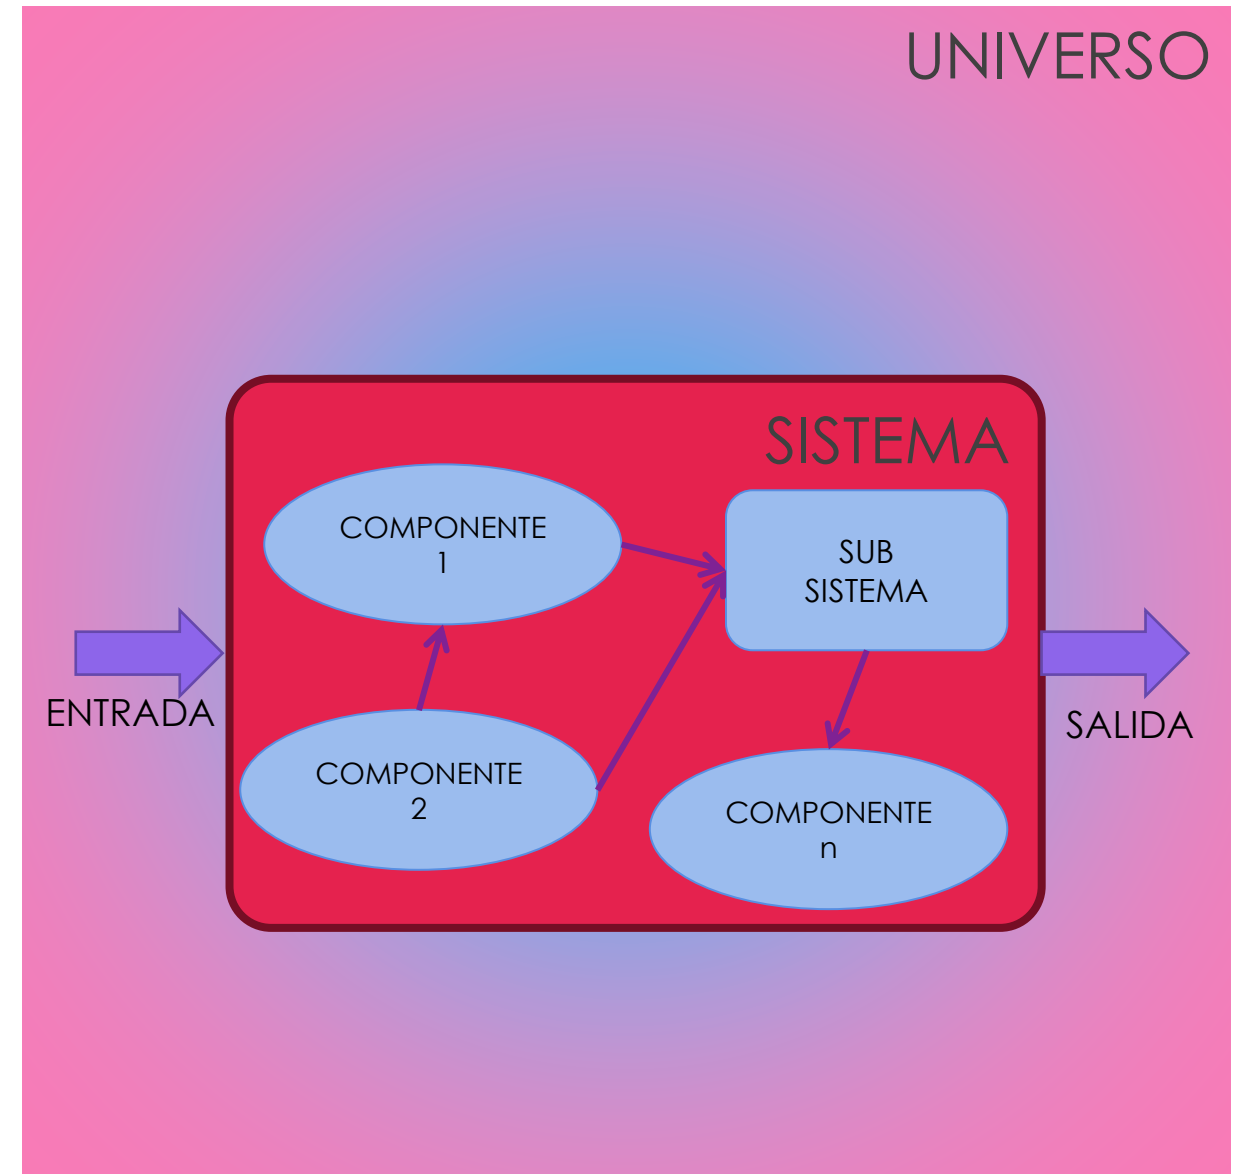 UNIVERSO
SISTEMA
COMPONENTE
1
SUB
SISTEMA
ENTRADA
SALIDA
COMPONENTE
2
COMPONENTE
n